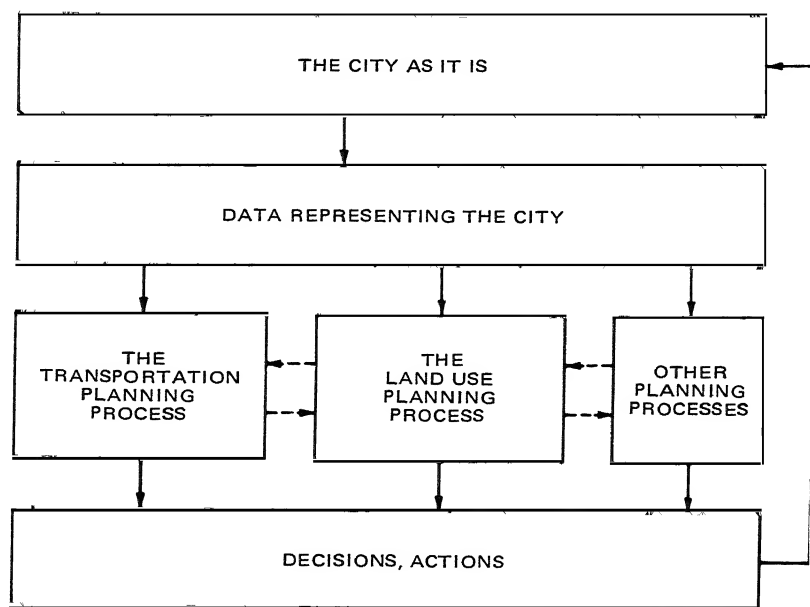 THE CITY AS IT IS
DATA REPRESENTING THE CITY
THE
TRANSPORTATION
PLANNING
PROCESS
THE
LAND USE
PLANNING
PROCESS
OTHER
PLANNING
PROCESSES
DECISIONS, ACTIONS